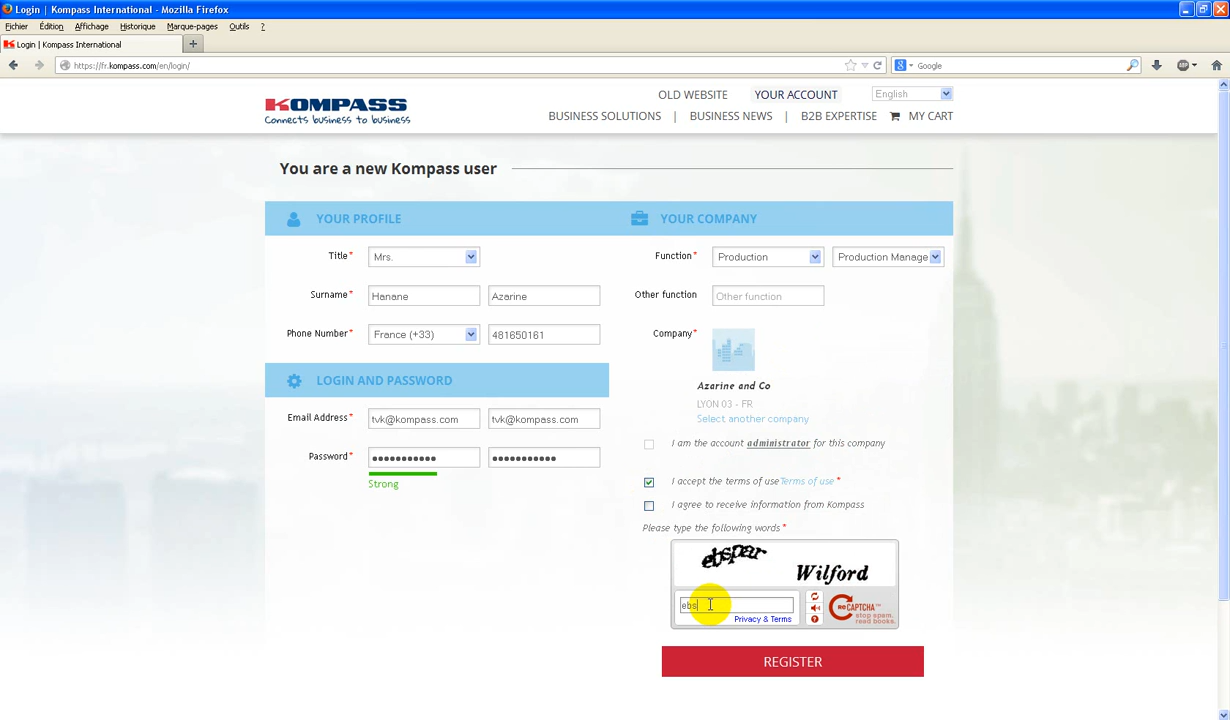 Login | Kompass International - Mozilla Firefox
Fichier Édition Affichage Historique Marque-pages Outils ?
Login | Kompass International
https://fr.kompass.com/en/login/
Google
KOMPASS
Connects business to business
OLD WEBSITE YOUR ACCOUNT English
BUSINESS SOLUTIONS | BUSINESS NEWS | B2B EXPERTISE MY CART
You are a new Kompass user
YOUR PROFILE
Title* Mrs.
Surname* Hanane Azarine
Phone Number* France (+33) 481650161
LOGIN AND PASSWORD
Email Address* tvk@kompass.com tvk@kompass.com
Password* ●●●●●●●●●●● ●●●●●●●●●●●
Strong
YOUR COMPANY
Function* Production Production Manage
Other function Other function
Company*
Azarine and Co
LYON 03 - FR
Select another company
I am the account administrator for this company
I accept the terms of useTerms of use *
I agree to receive information from Kompass
Please type the following words*
ebspar Wilford
ebs
Privacy & Terms
reCAPTCHA™
stop spam.
read books.
REGISTER